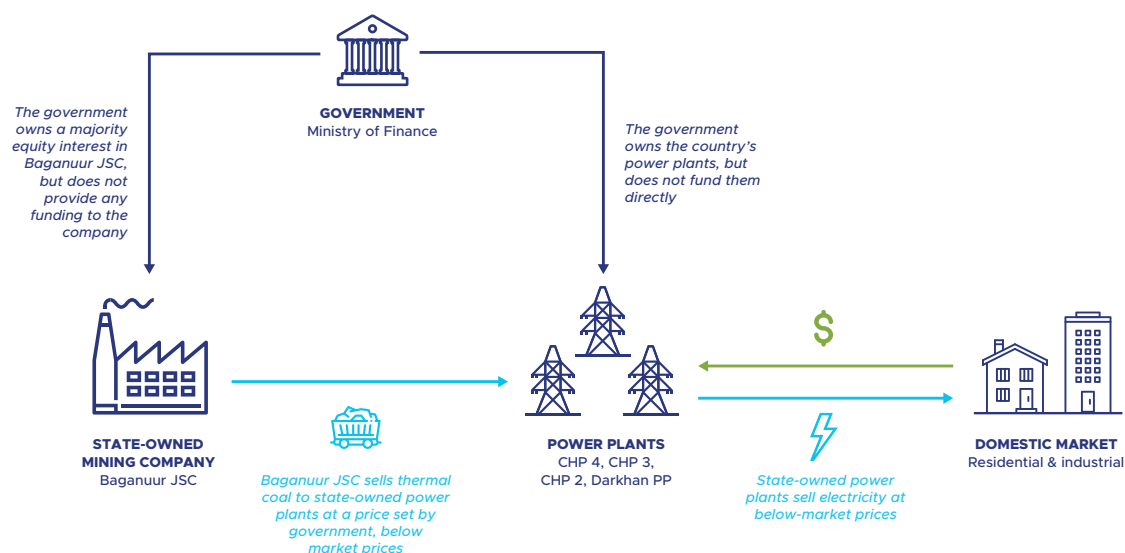 GOVERNMENT
Ministry of Finance
The government
owns a majority
equity interest in
Baganuur JSC,
but does not
provide any
funding to the
company
The government
owns the country's
power plants, but
does not fund them
directly
$
STATE-OWNED
MINING COMPANY
Baganuur JSC
Baganuur JSC sells thermal
coal to state-owned power
plants at a price set by
government, below
market prices
POWER PLANTS
CHP 4, CHP 3,
CHP 2, Darkhan PP
State-owned power
plants sell electricity at
below-market prices
DOMESTIC MARKET
Residential & industrial